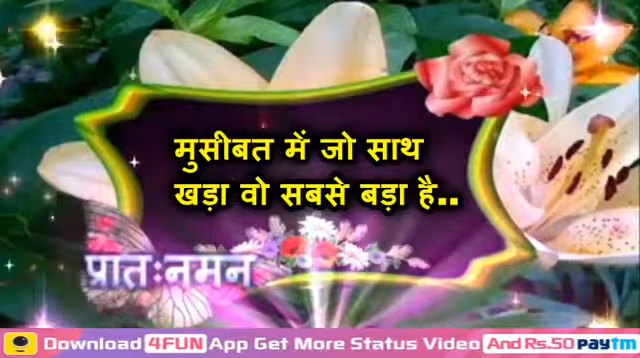 मुसीबत में जो साथ
खड़ा वो सबसे बड़ा है..
प्रातःनमन
Download 4FUN App Get More Status Video And Rs.50 paytm